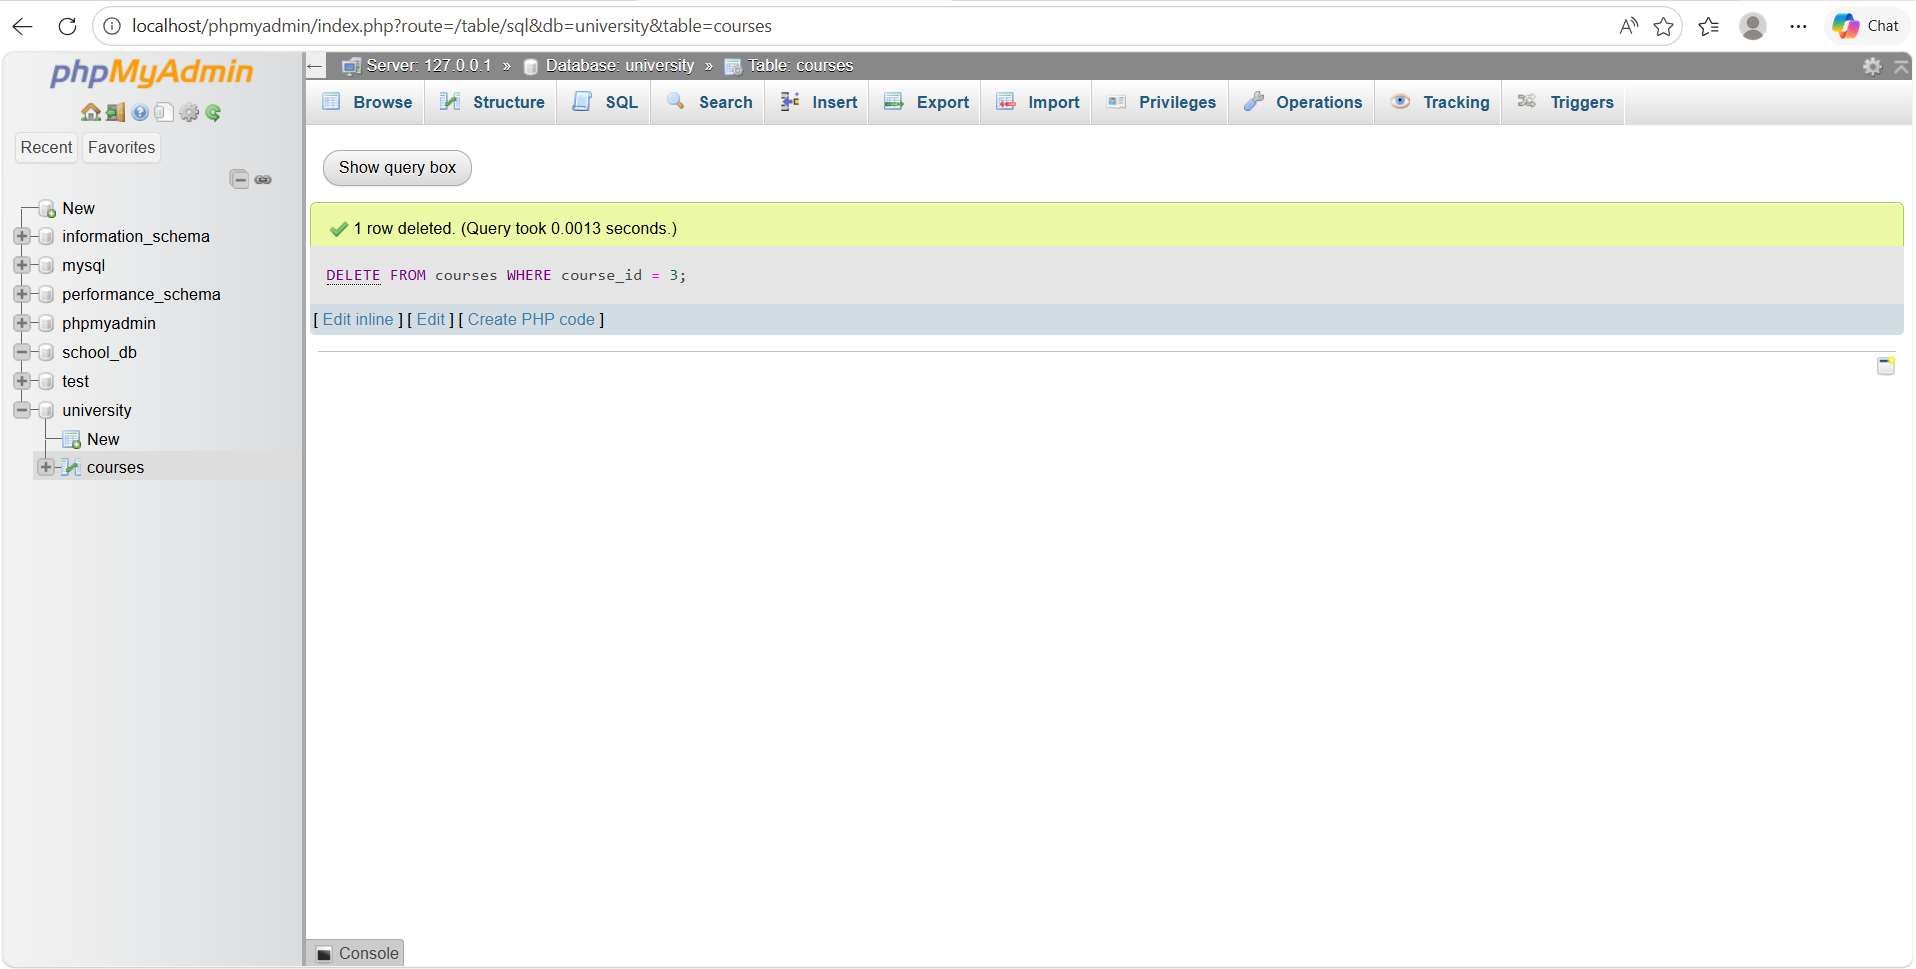 localhost/phpmyadmin/index.php?route=/table/sql&db=university&table=courses
Chat
phpMyAdmin
Recent Favorites
New
information_schema
mysql
performance_schema
phpmyadmin
school_db
test
university
New
courses
Server: 127.0.0.1 » Database: university » Table: courses
Browse Structure SQL Search Insert Export Import Privileges Operations Tracking Triggers
Show query box
1 row deleted. (Query took 0.0013 seconds.)
DELETE FROM courses WHERE course_id = 3;
[ Edit inline ] [ Edit ] [ Create PHP code ]
Console